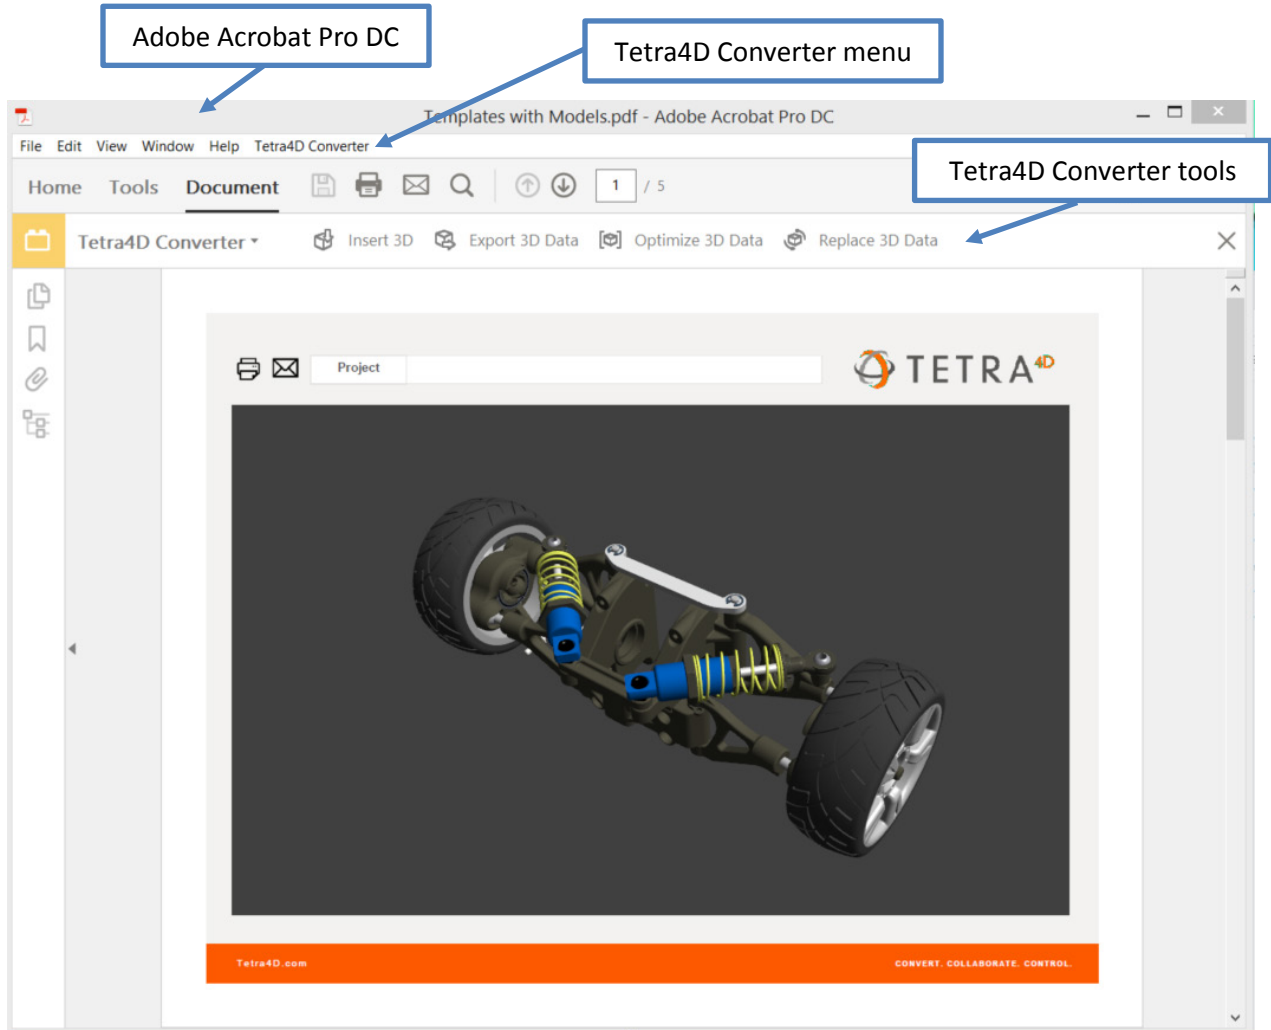 Adobe Acrobat Pro DC
Tetra4D Converter menu
Templates with Models.pdf - Adobe Acrobat Pro DC
File Edit View Window Help Tetra4D Converter
Tetra4D Converter tools
Home Tools Document 1 / 5
Tetra4D Converter Insert 3D Export 3D Data Optimize 3D Data Replace 3D Data
Project
TETRA4D
Tetra4D.com CONVERT. COLLABORATE. CONTROL.